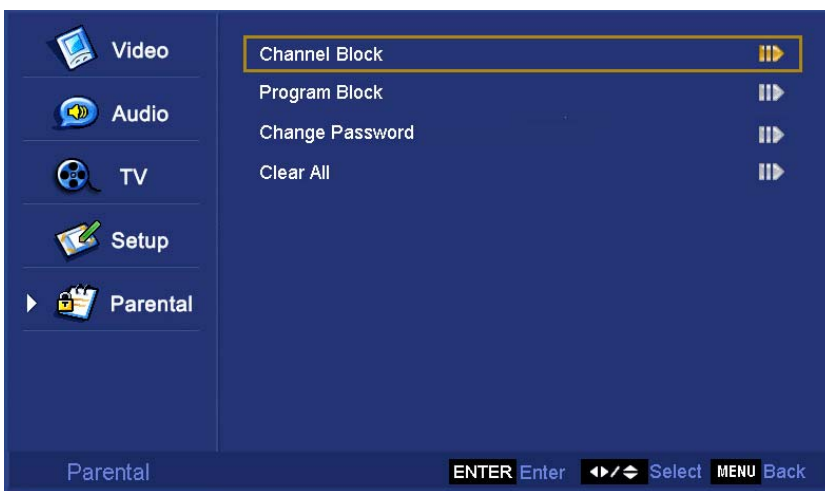 Video
Audio
TV
Setup
Parental
Channel Block
Program Block
Change Password
Clear All
Parental
ENTER Enter Select MENU Back